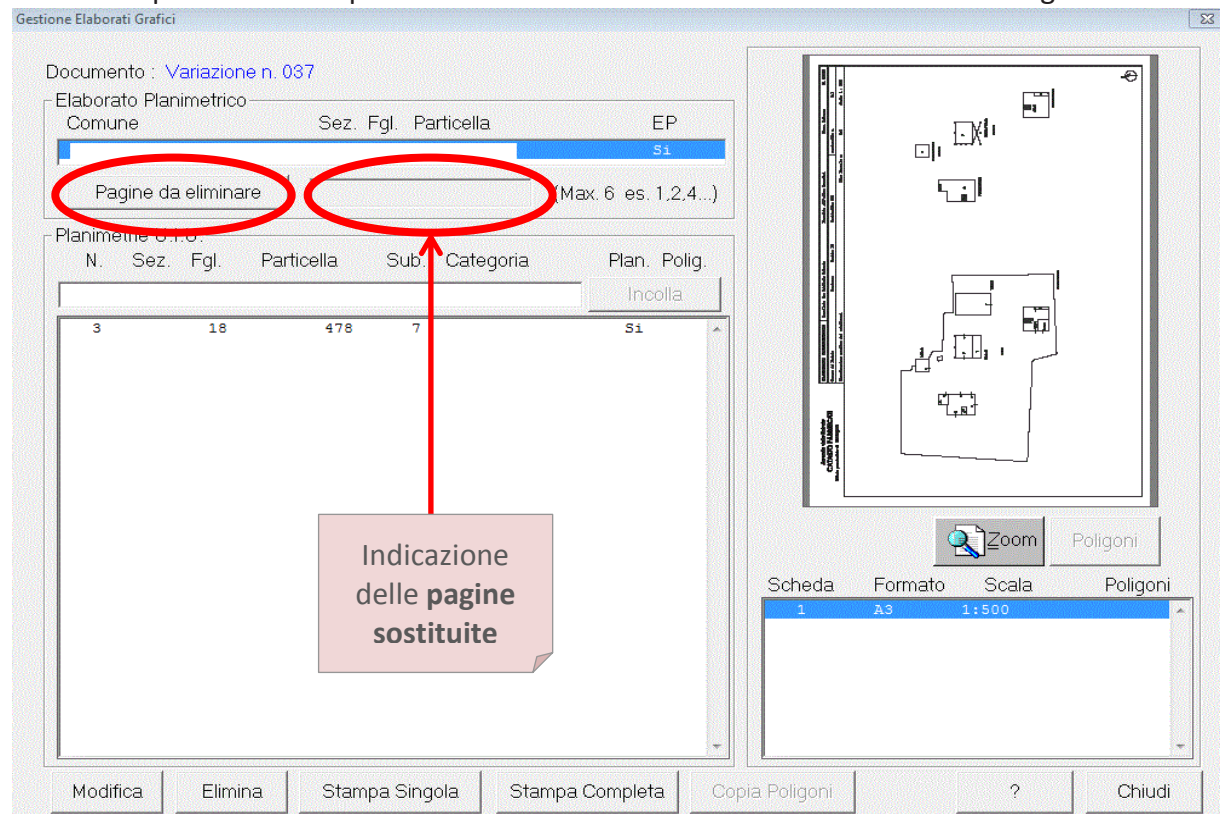 Gestione Elaborati Grafici
Documento : Variazione n. 037
Elaborato Planimetrico
Comune Sez. Fgl. Particella EP
Si
Pagine da eliminare (Max. 6 es. 1,2,4...)
Planimetrie U.I.U.
N. Sez. Fgl. Particella Sub. Categoria Plan. Polig.
Incolla
3 18 478 7 Si
Indicazione
delle pagine
sostituite
Zoom Poligoni
Scheda Formato Scala Poligoni
1 A3 1:500
Modifica Elimina Stampa Singola Stampa Completa Copia Poligoni ? Chiudi